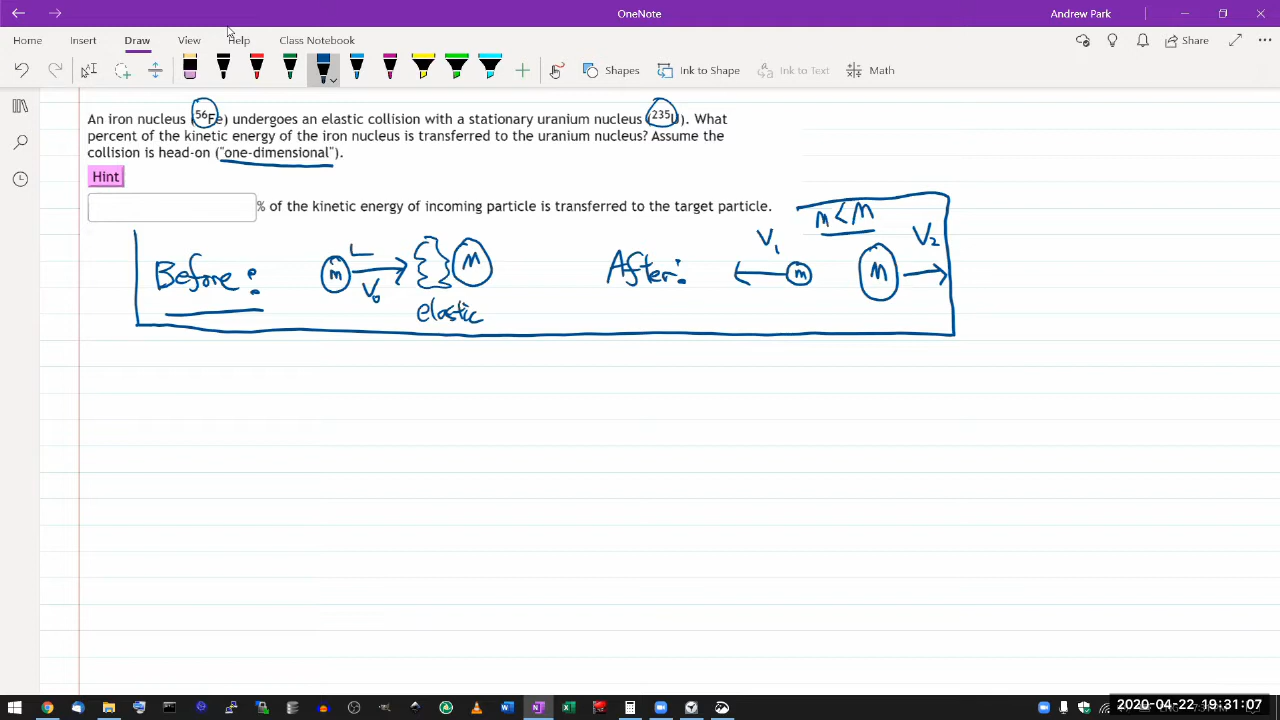 OneNote
Andrew Park
Home Insert Draw View Help Class Notebook
Share
Shapes Ink to Shape Ink to Text Math
An iron nucleus (56Fe) undergoes an elastic collision with a stationary uranium nucleus (235U). What
percent of the kinetic energy of the iron nucleus is transferred to the uranium nucleus? Assume the
collision is head-on ("one-dimensional").
Hint
% of the kinetic energy of incoming particle is transferred to the target particle.
m < M
Before: m V0 M elastic
After: V1 m M V2
2020-04-22 19:31:07